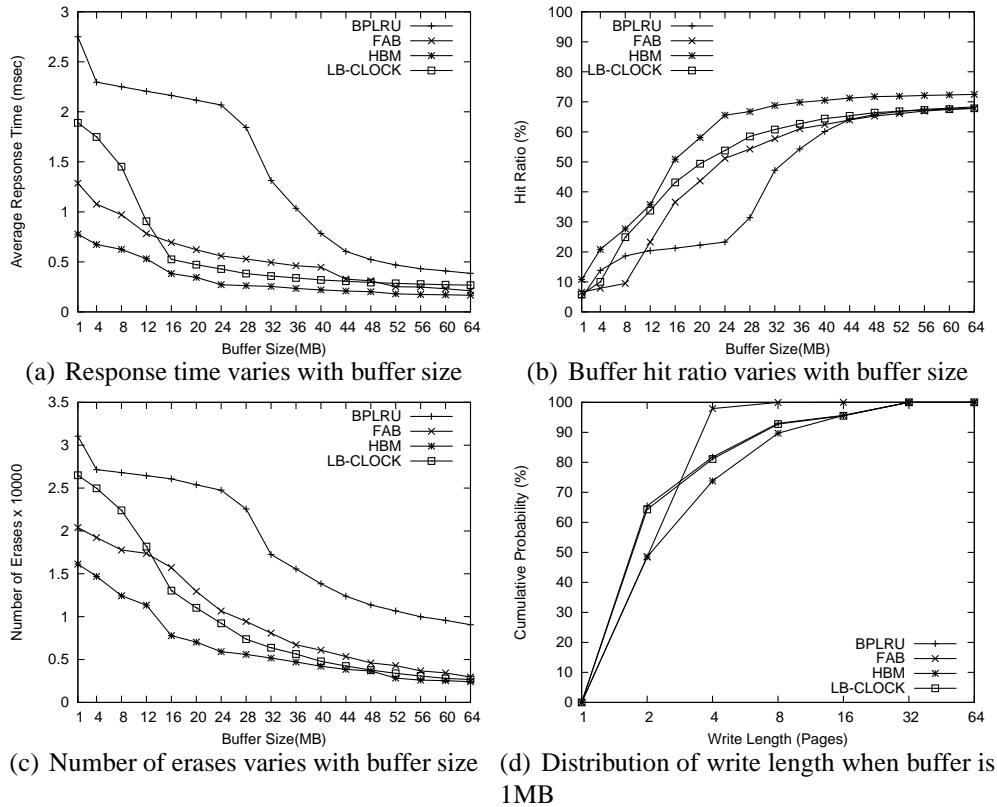 3
2.5
2
1.5
1
0.5
0
Average Repsonse Time (msec)
BPLRU
FAB
HBM
LB-CLOCK
1 4 8 12 16 20 24 28 32 36 40 44 48 52 56 60 64
Buffer Size(MB)
(a) Response time varies with buffer size
100
90
80
70
60
50
40
30
20
10
0
Hit Ratio (%)
BPLRU
FAB
HBM
LB-CLOCK
1 4 8 12 16 20 24 28 32 36 40 44 48 52 56 60 64
Buffer Size(MB)
(b) Buffer hit ratio varies with buffer size
3.5
3
2.5
2
1.5
1
0.5
0
Number of Erases x 10000
BPLRU
FAB
HBM
LB-CLOCK
1 4 8 12 16 20 24 28 32 36 40 44 48 52 56 60 64
Buffer Size(MB)
(c) Number of erases varies with buffer size
100
90
80
70
60
50
40
30
20
10
0
Cumulative Probability (%)
BPLRU
FAB
HBM
LB-CLOCK
1 2 4 8 16 32 64
Write Length (Pages)
(d) Distribution of write length when buffer is
1MB